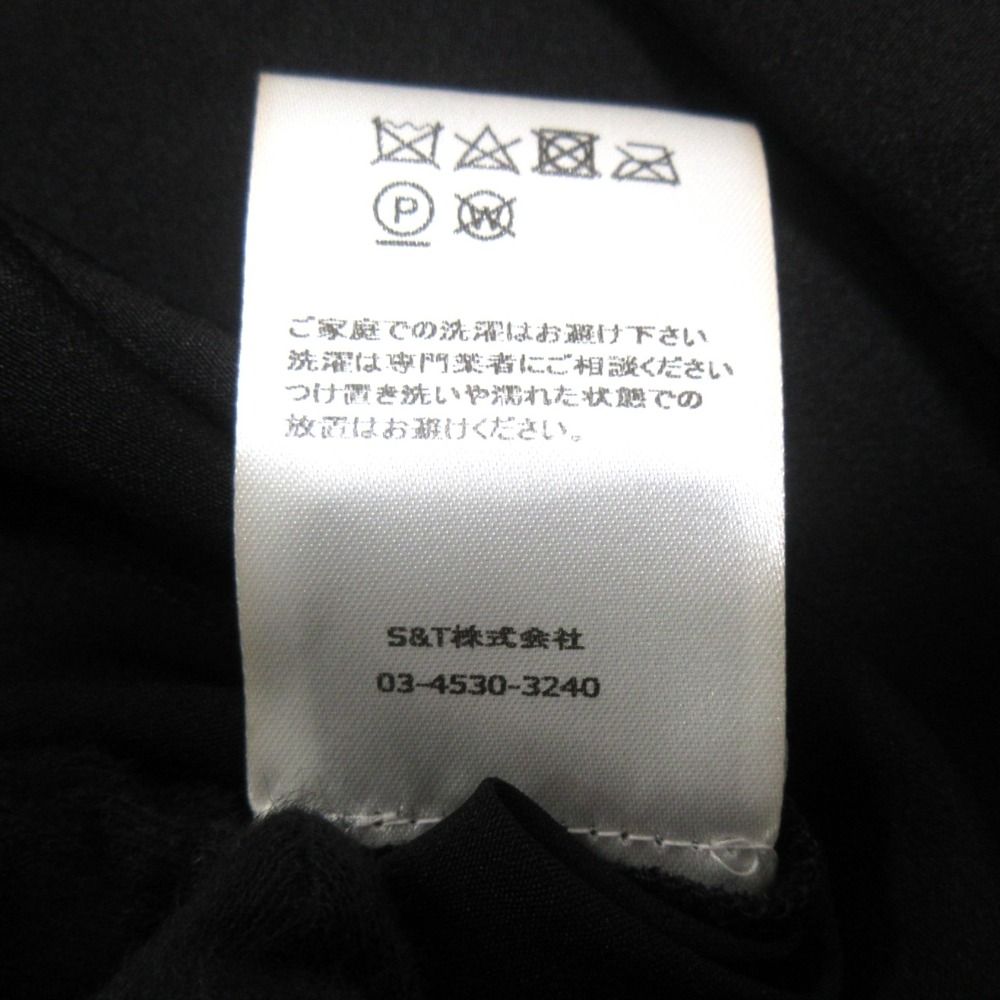 P W
ご家庭での洗濯はお避け下さい
洗濯は専門業者にご相談ください
つけ置き洗いや濡れた状態での
放置はお避けください。
S&T株式会社
03-4530-3240